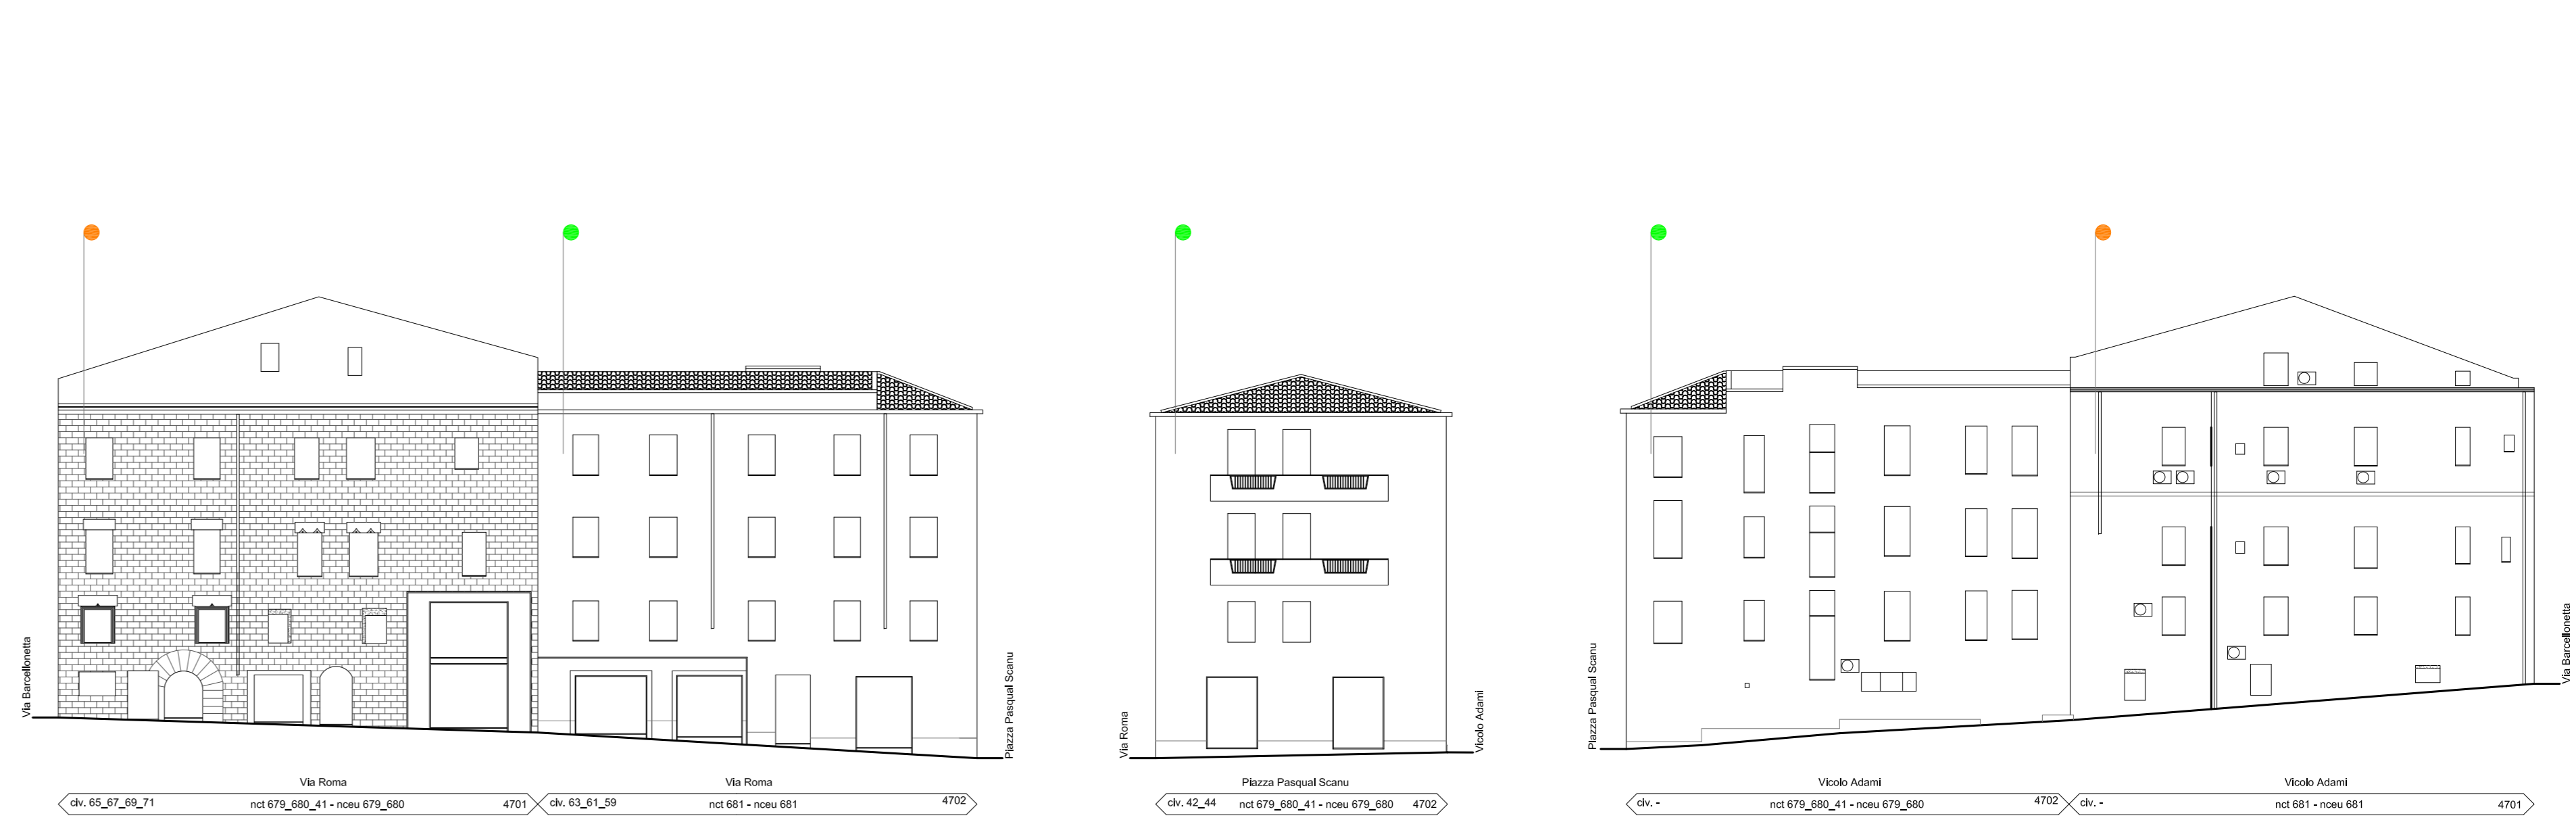 Via Barcellonetta
Piazza Pasqual Scanu
Via Roma
Via Roma
civ. 65_67_69_71
nct 679_680_41 - nceu 679_680
4701
civ. 63_61_59
nct 681 - nceu 681
4702
Via Roma
Vicolo Adami
Piazza Pasqual Scanu
civ. 42_44
nct 679_680_41 - nceu 679_680
4702
Piazza Pasqual Scanu
Via Barcellonetta
Vicolo Adami
Vicolo Adami
civ. -
nct 679_680_41 - nceu 679_680
4702
civ. -
nct 681 - nceu 681
4701